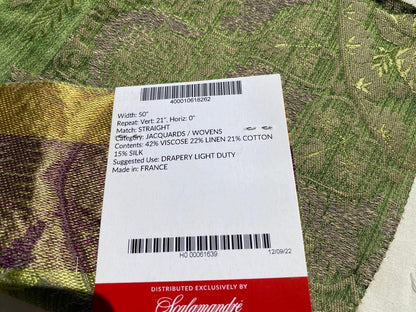 400010618262
Width: 50"
Repeat: Vert: 21", Horiz: 0"
Match: STRAIGHT
Category: JACQUARDS / WOVENS
Contents: 42% VISCOSE 22% LINEN 21% COTTON
15% SILK
Suggested Use: DRAPERY LIGHT DUTY
Made in: FRANCE
H0 00061639
12/09/22
DISTRIBUTED EXCLUSIVELY BY
Scalamandré